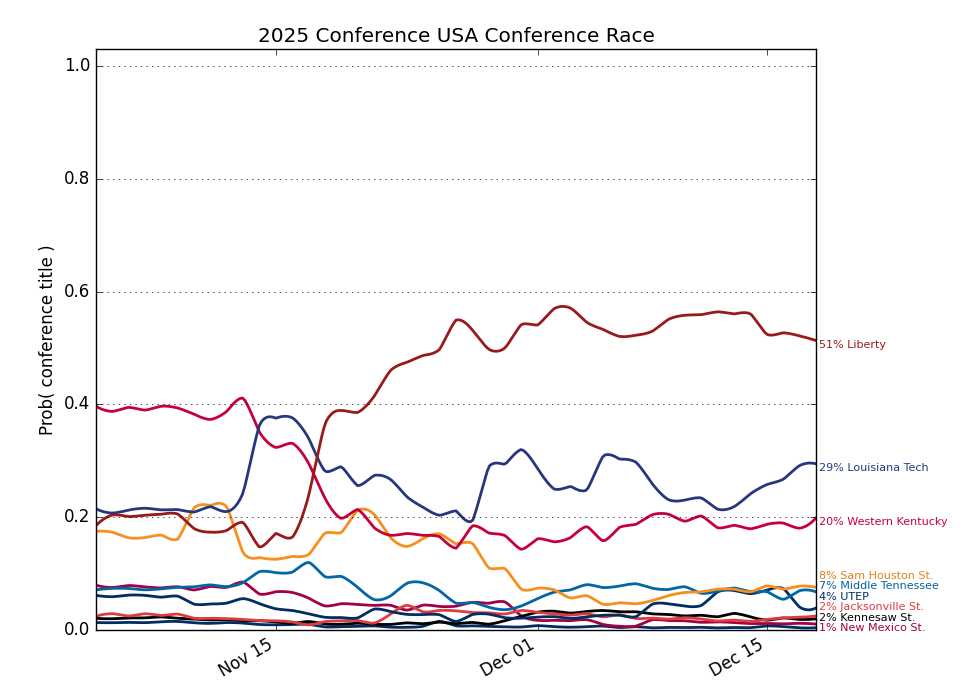 2025 Conference USA Conference Race
Prob( conference title )
1.0
0.8
0.6
0.4
0.2
0.0
Nov 15
Dec 01
Dec 15
51% Liberty
29% Louisiana Tech
20% Western Kentucky
8% Sam Houston St.
7% Middle Tennessee
4% UTEP
2% Jacksonville St.
2% Kennesaw St.
1% New Mexico St.